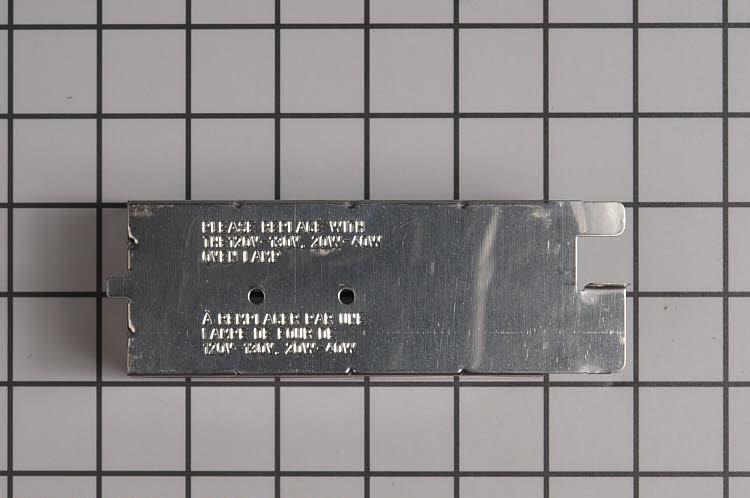 PLEASE REPLACE WITH
THE 120V-130V, 20W-40W
OVEN LAMP
À REMPLACER PAR UNE
LAMPE DE FOUR DE
120V-130V, 20W-40W